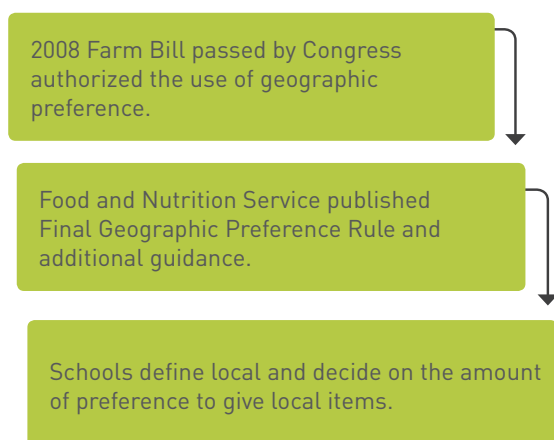 2008 Farm Bill passed by Congress
authorized the use of geographic
preference.
Food and Nutrition Service published
Final Geographic Preference Rule and
additional guidance.
Schools define local and decide on the amount
of preference to give local items.